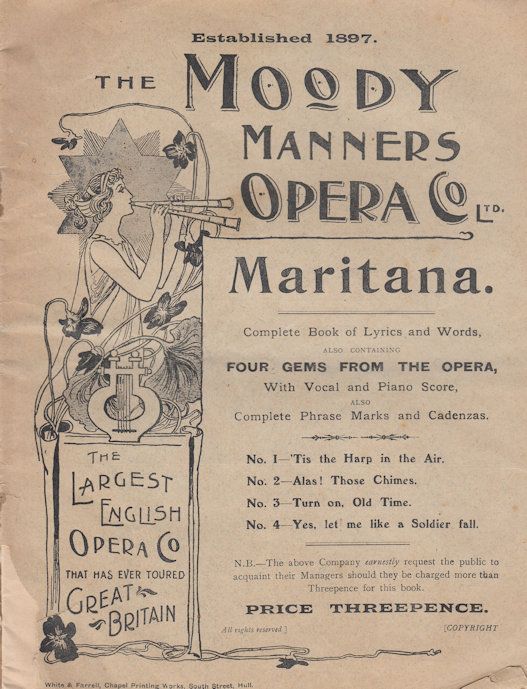 Established 1897.
THE MOODY
MANNERS
OPERA Co LTD.
Maritana.
Complete Book of Lyrics and Words,
ALSO CONTAINING
FOUR GEMS FROM THE OPERA,
With Vocal and Piano Score,
ALSO
Complete Phrase Marks and Cadenzas.
No. 1—'Tis the Harp in the Air.
No. 2—Alas! Those Chimes.
No. 3—Turn on, Old Time.
No. 4—Yes, let me like a Soldier fall.
N.B.—The above Company earnestly request the public to
acquaint their Managers should they be charged more than
Threepence for this book.
PRICE THREEPENCE.
All rights reserved ]
[COPYRIGHT
THE
LARGEST
ENGLISH
OPERA Co
THAT HAS EVER TOURED
GREAT
BRITAIN
White & Farrell, Chapel Printing Works, South Street, Hull.